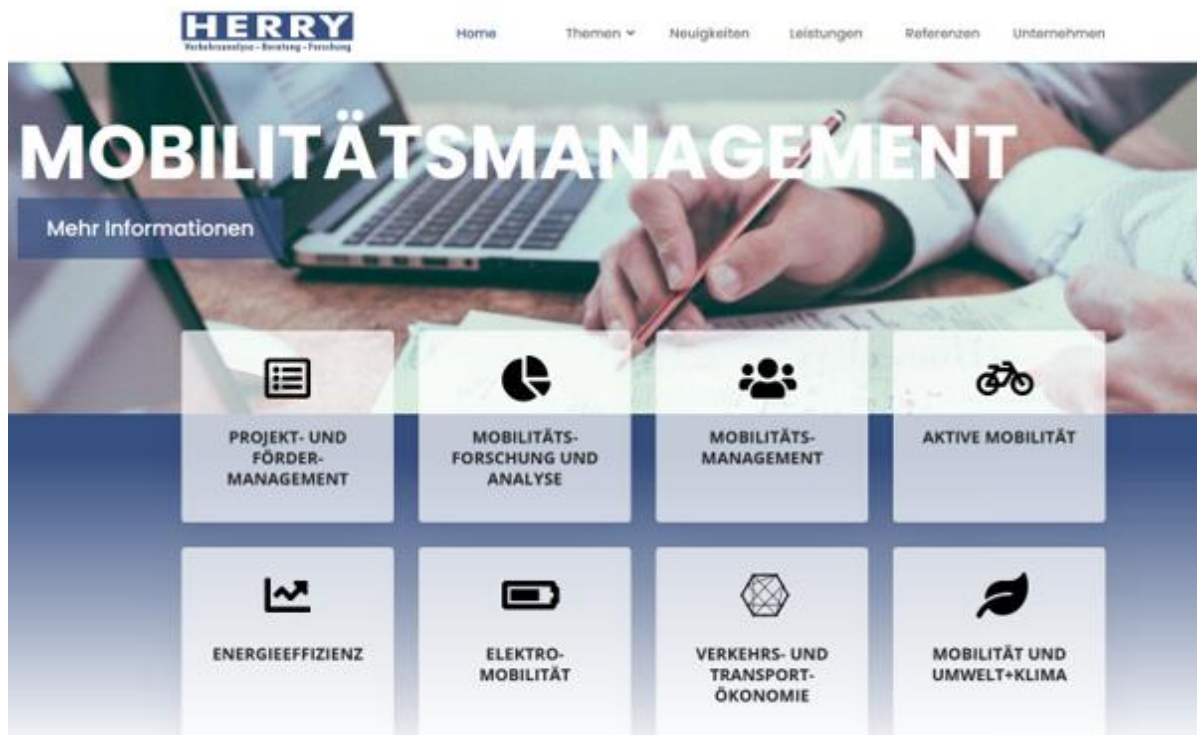 HERRY
Verkehrsanalyse - Beratung - Forschung
Home Themen Neuigkeiten Leistungen Referenzen Unternehmen
MOBILITÄTSMANAGEMENT
Mehr Informationen
PROJEKT- UND
FÖRDER-
MANAGEMENT
MOBILITÄTS-
FORSCHUNG UND
ANALYSE
MOBILITÄTS-
MANAGEMENT
AKTIVE MOBILITÄT
ENERGIEEFFIZIENZ
ELEKTRO-
MOBILITÄT
VERKEHRS- UND
TRANSPORT-
ÖKONOMIE
MOBILITÄT UND
UMWELT+KLIMA